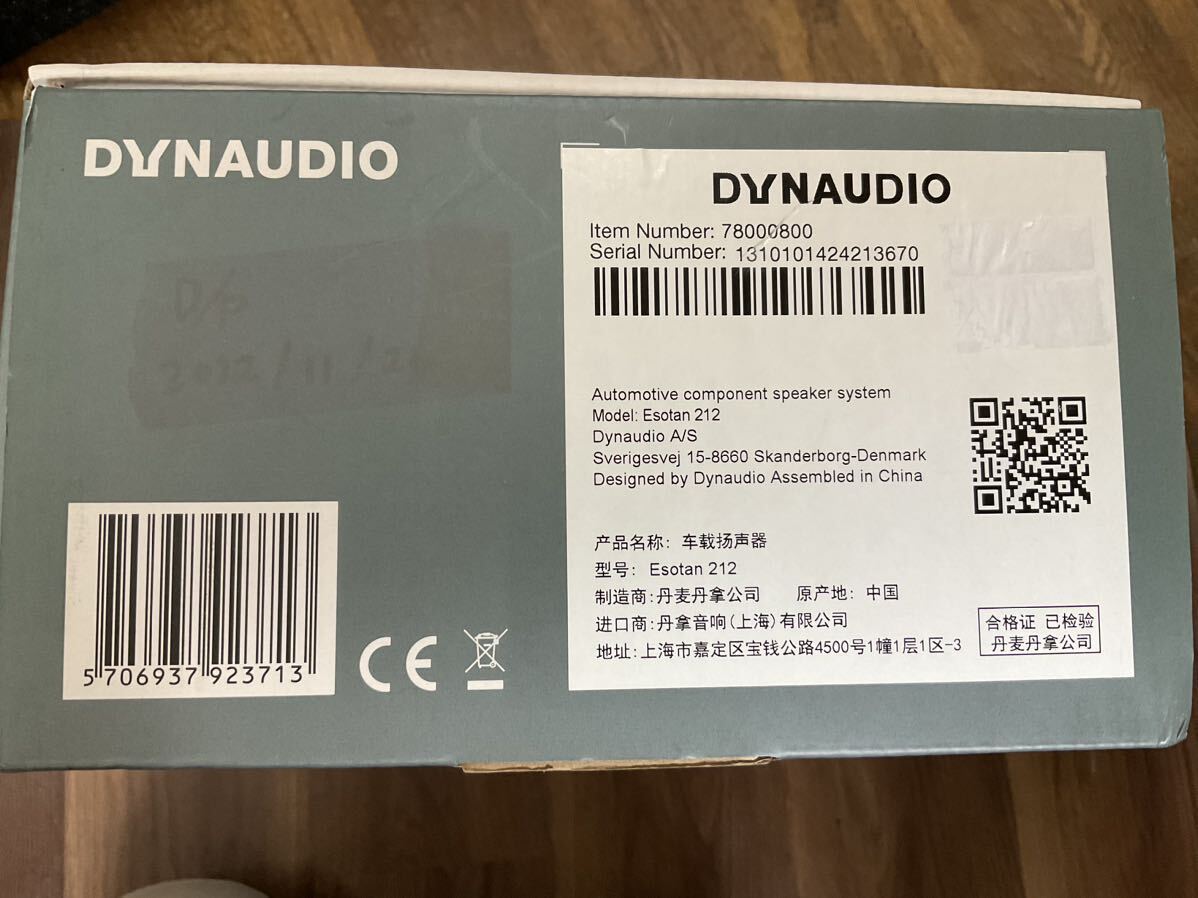 DYNAUDIO
5 706937 923713
CE
DYNAUDIO
Item Number: 78000800
Serial Number: 1310101424213670
Automotive component speaker system
Model: Esotan 212
Dynaudio A/S
Sverigesvej 15-8660 Skanderborg-Denmark
Designed by Dynaudio Assembled in China
产品名称: 车载扬声器
型号: Esotan 212
制造商:丹麦丹拿公司 原产地: 中国
进口商:丹拿音响(上海)有限公司
地址:上海市嘉定区宝钱公路4500号1幢1层1区-3
合格证 已检验
丹麦丹拿公司